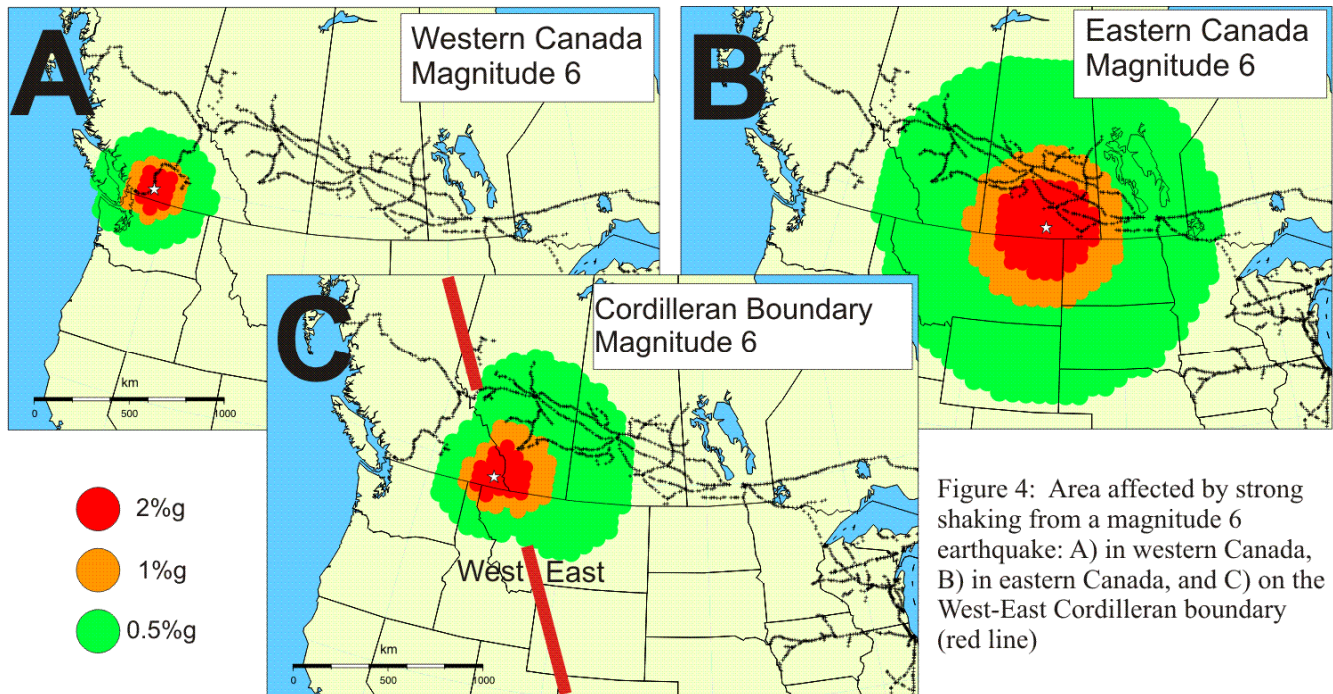 A
Western Canada
Magnitude 6
km
0 500 1000
B
Eastern Canada
Magnitude 6
C
Cordilleran Boundary
Magnitude 6
West East
km
0 500 1000
2%g
1%g
0.5%g
Figure 4: Area affected by strong
shaking from a magnitude 6
earthquake: A) in western Canada,
B) in eastern Canada, and C) on the
West-East Cordilleran boundary
(red line)